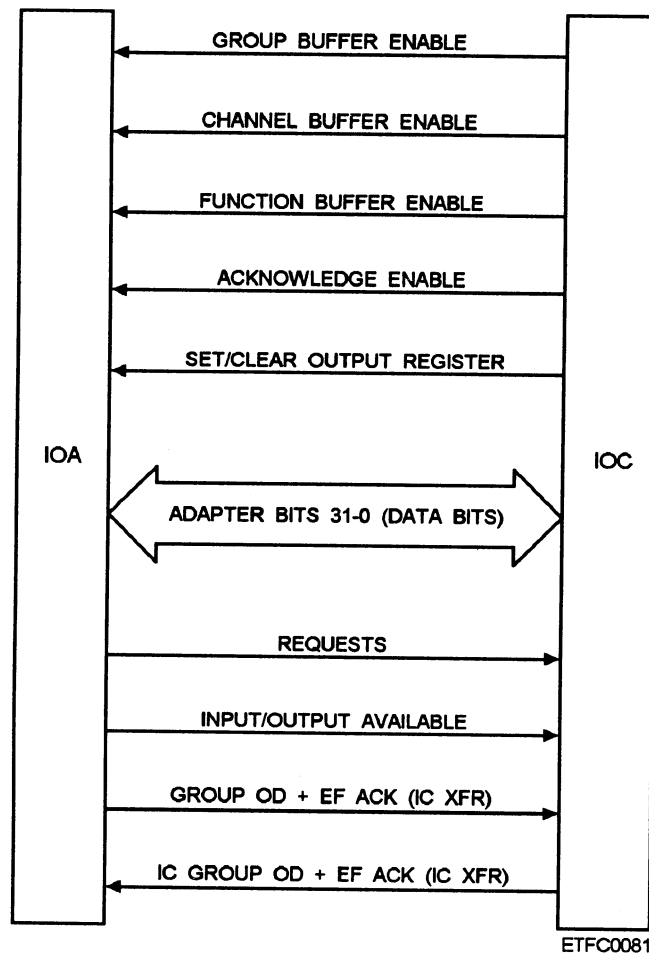 GROUP BUFFER ENABLE
CHANNEL BUFFER ENABLE
FUNCTION BUFFER ENABLE
ACKNOWLEDGE ENABLE
SET/CLEAR OUTPUT REGISTER
IOA
IOC
ADAPTER BITS 31-0 (DATA BITS)
REQUESTS
INPUT/OUTPUT AVAILABLE
GROUP OD + EF ACK (IC XFR)
IC GROUP OD + EF ACK (IC XFR)
ETFC0081